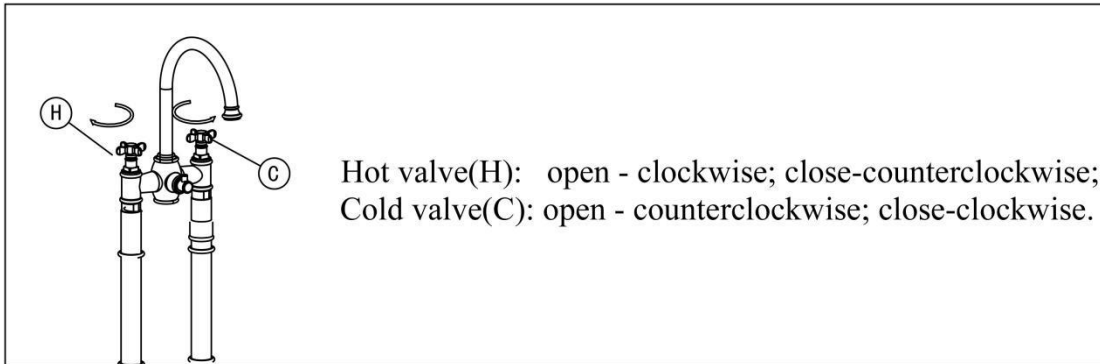 H
C
Hot valve(H): open - clockwise; close-counterclockwise;
Cold valve(C): open - counterclockwise; close-clockwise.